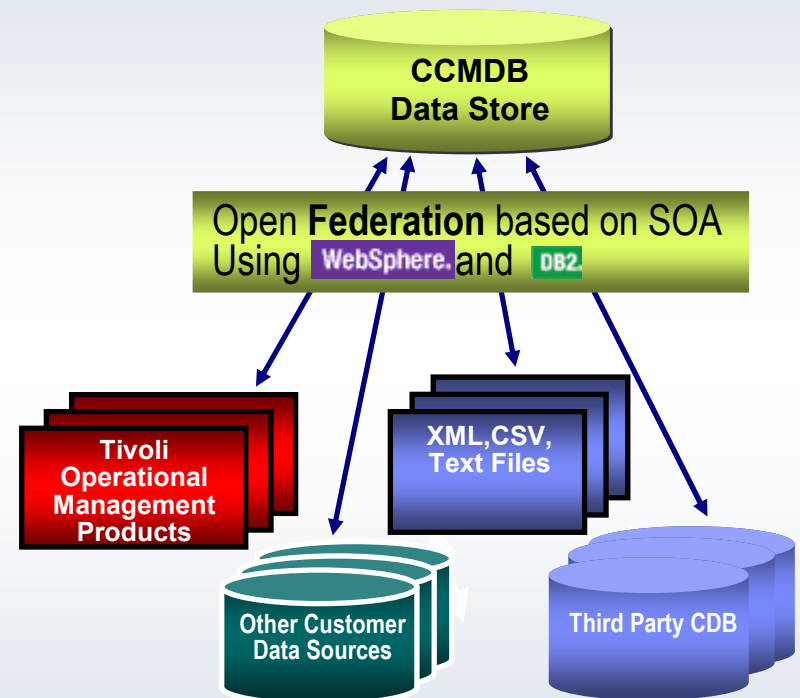 CCMDB
Data Store
Open Federation based on SOA
Using WebSphere. and DB2.
Tivoli
Operational
Management
Products
XML,CSV,
Text Files
Other Customer
Data Sources
Third Party CDB